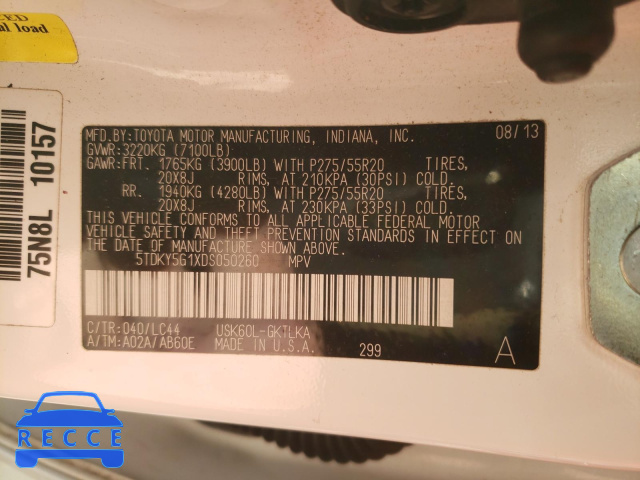 CED
al load
75N8L 10157
MFD.BY:TOYOTA MOTOR MANUFACTURING, INDIANA, INC. 08/13
GVWR:3220KG (7100LB)
GAWR:FRT. 1765KG (3900LB) WITH P275/55R20 TIRES,
20X8J RIMS, AT 210KPA (30PSI) COLD.
RR. 1940KG (4280LB) WITH P275/55R20 TIRES,
20X8J RIMS, AT 230KPA (33PSI) COLD.
THIS VEHICLE CONFORMS TO ALL APPLICABLE FEDERAL MOTOR
VEHICLE SAFETY AND THEFT PREVENTION STANDARDS IN EFFECT ON
THE DATE OF MANUFACTURE SHOWN ABOVE.
5TDKY5G1XDS050260 MPV
C/TR:040/LC44 USK60L-GKTLKA
A/TM:A02A/AB60E MADE IN U.S.A. 299 A
RECCE